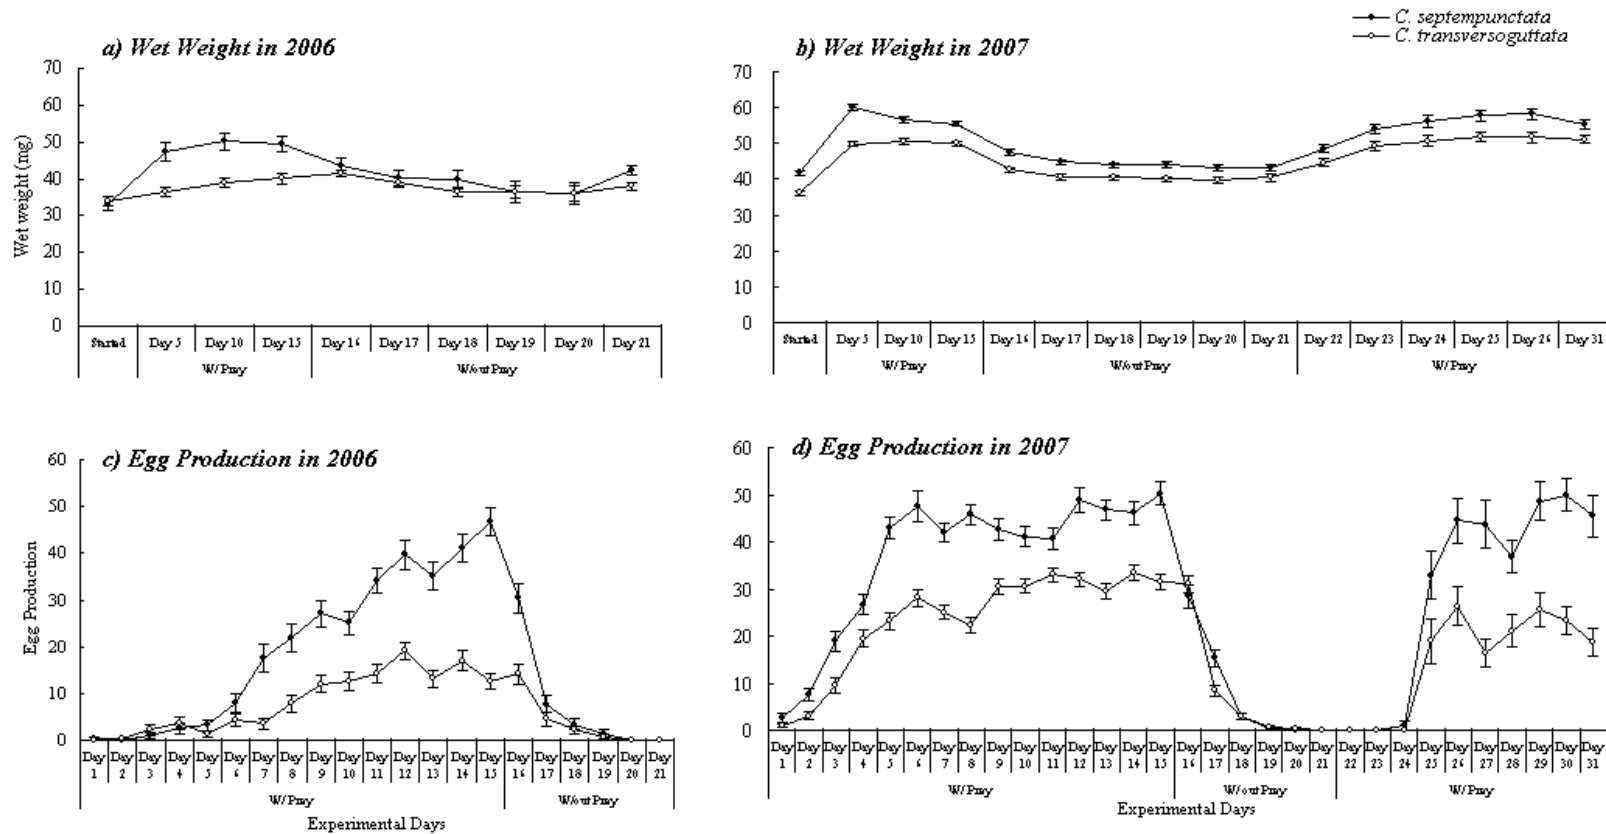 C. septempunctata
C. transversoguttata
a) Wet Weight in 2006
b) Wet Weight in 2007
Wet weight (mg)
70
60
50
40
30
20
10
0
Started Day 5 Day 10 Day 15 Day 16 Day 17 Day 18 Day 19 Day 20 Day 21
W/ Prey W/out Prey
70
60
50
40
30
20
10
0
Started Day 5 Day 10 Day 15 Day 16 Day 17 Day 18 Day 19 Day 20 Day 21 Day 22 Day 23 Day 24 Day 25 Day 26 Day 31
W/ Prey W/out Prey W/ Prey
c) Egg Production in 2006
Egg Production
60
50
40
30
20
10
0
Day Day Day Day Day Day Day Day Day Day Day Day Day Day Day Day Day Day Day Day Day
1 2 3 4 5 6 7 8 9 10 11 12 13 14 15 16 17 18 19 20 21
W/ Prey W/out Prey
Experimental Days
d) Egg Production in 2007
60
50
40
30
20
10
0
Day Day Day Day Day Day Day Day Day Day Day Day Day Day Day Day Day Day Day Day Day Day Day Day Day Day Day Day Day Day Day
1 2 3 4 5 6 7 8 9 10 11 12 13 14 15 16 17 18 19 20 21 22 23 24 25 26 27 28 29 30 31
W/ Prey W/out Prey W/ Prey
Experimental Days